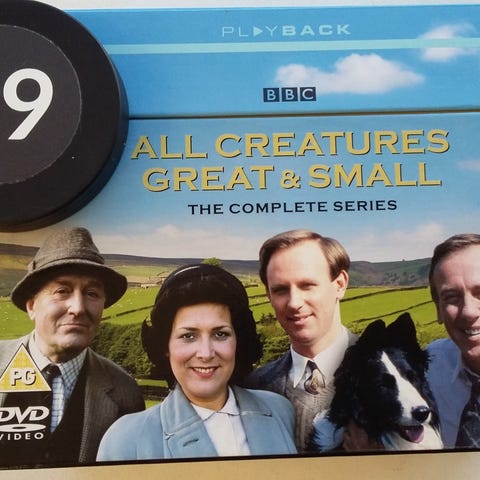 PLAYBACK
BBC
9
ALL CREATURES
GREAT & SMALL
THE COMPLETE SERIES
PG
DVD
VIDEO